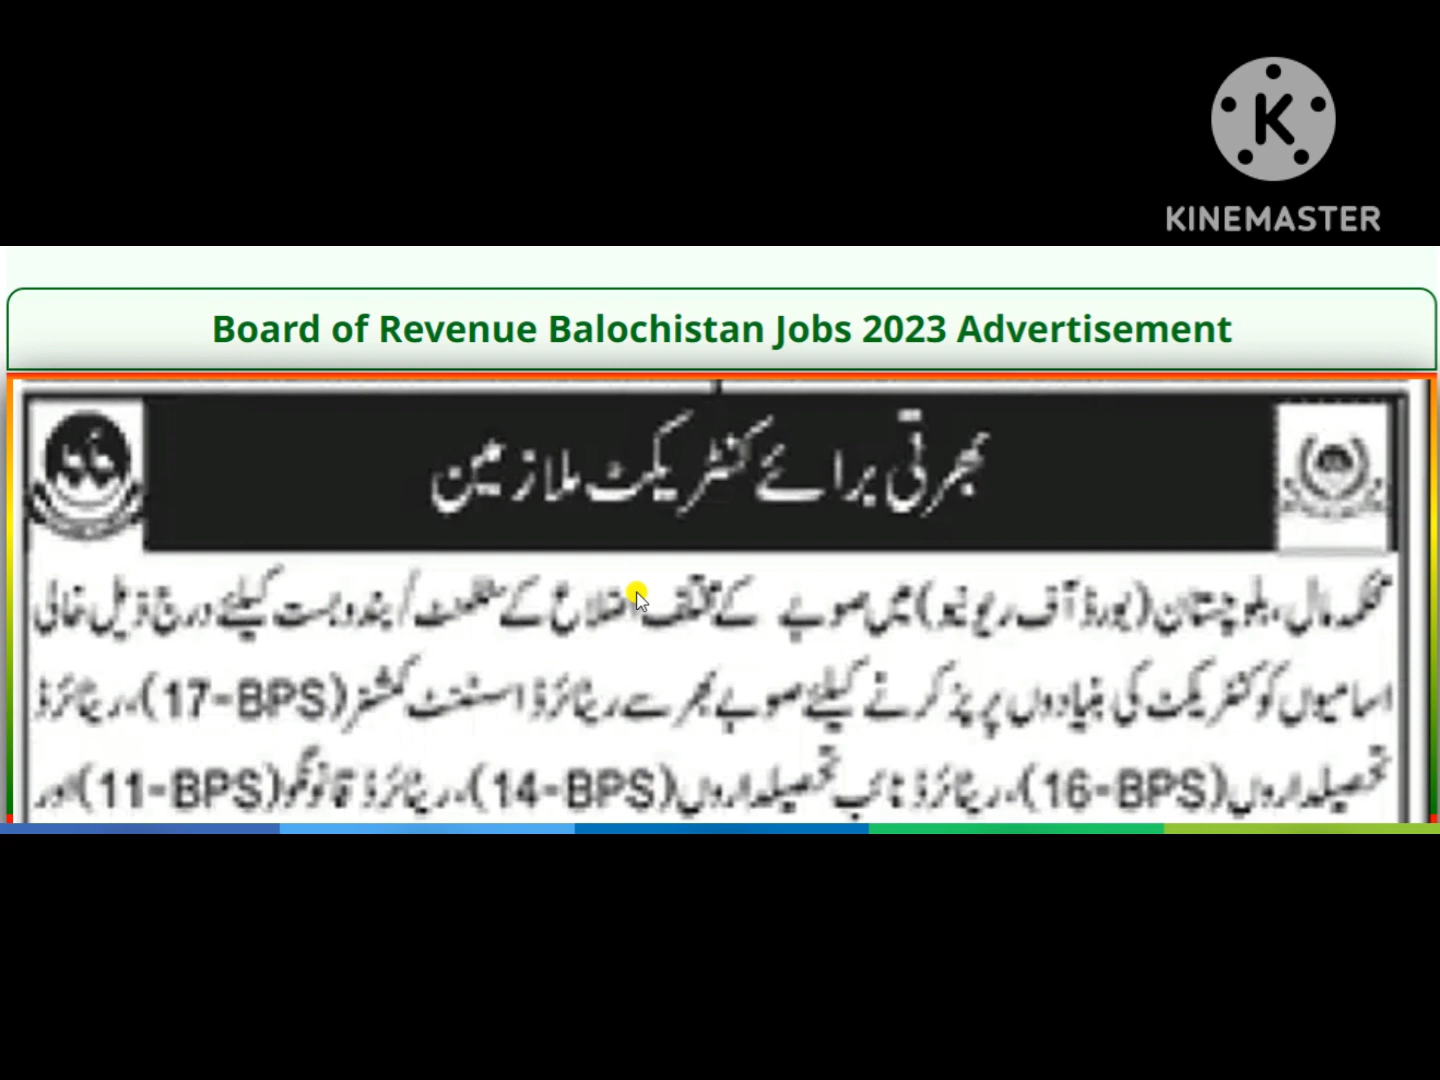 KINEMASTER
Board of Revenue Balochistan Jobs 2023 Advertisement
بھرتی برائے کنٹریکٹ ملازمین
محکمہ مال، بلوچستان (بورڈ آف ریونیو) میں صوبے کے مختلف اضلاع کے سٹلمنٹ / بندوبست کیلئے درج ذیل خالی
اسامیوں کو کنٹریکٹ کی بنیادوں پر پُر کرنے کیلئے صوبے بھر سے ریٹائرڈ اسسٹنٹ کمشنر (17-BPS)، ریٹائرڈ
تحصیلداروں (16-BPS)، ریٹائرڈ نائب تحصیلداروں (14-BPS)، ریٹائرڈ قانونگو (11-BPS) اور